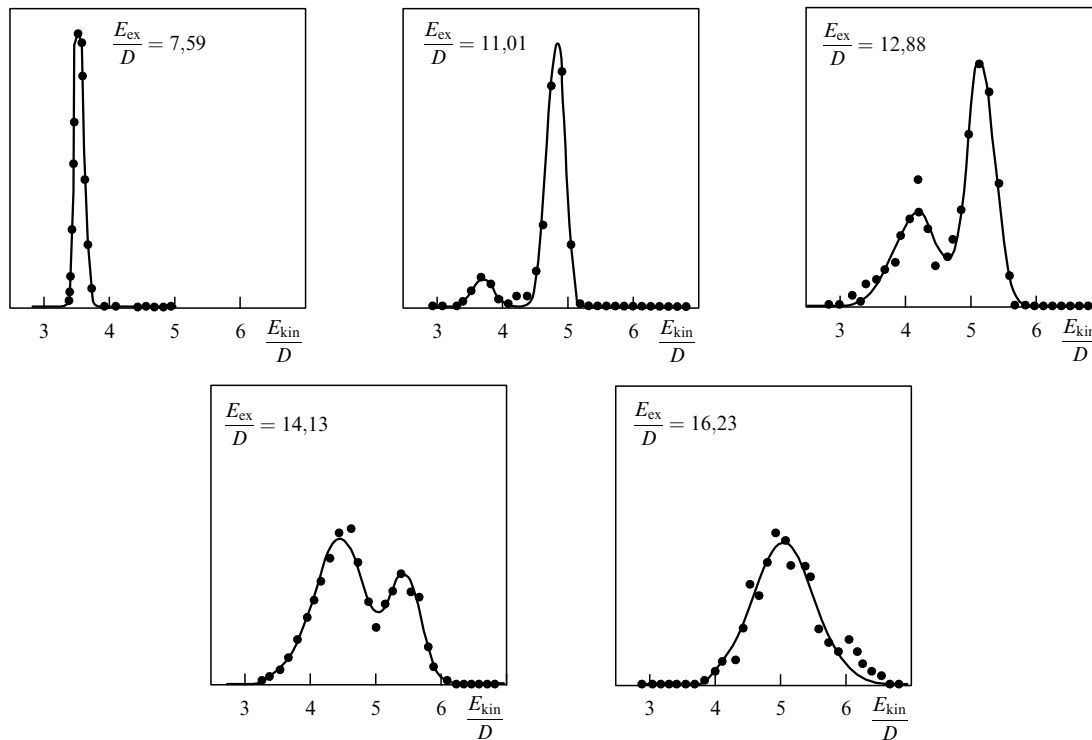 E_ex/D = 7,59
3 4 5 6 E_kin/D
E_ex/D = 11,01
3 4 5 6 E_kin/D
E_ex/D = 12,88
3 4 5 6 E_kin/D
E_ex/D = 14,13
3 4 5 6 E_kin/D
E_ex/D = 16,23
3 4 5 6 E_kin/D